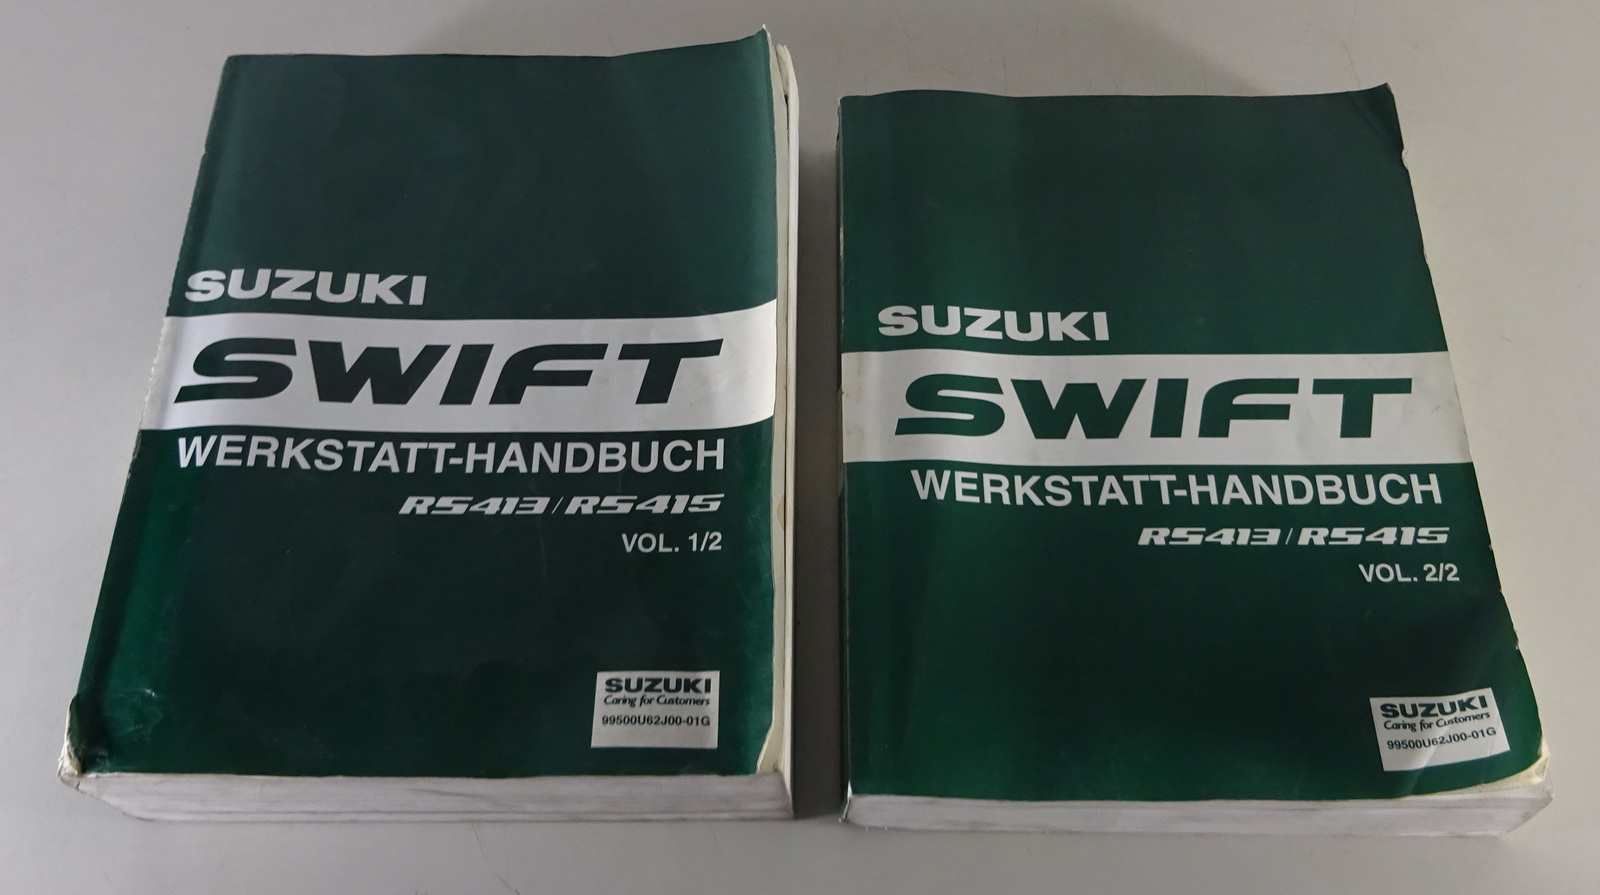 SUZUKI
SWIFT
WERKSTATT-HANDBUCH
RS413/RS415
VOL. 1/2
SUZUKI
Caring for Customers
99500U62J00-01G
SUZUKI
SWIFT
WERKSTATT-HANDBUCH
RS413/RS415
VOL. 2/2
SUZUKI
Caring for Customers
99500U62J00-01G